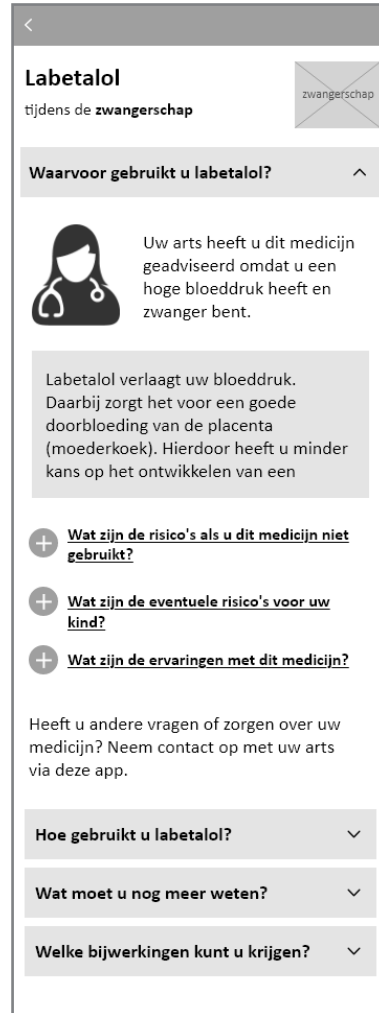 Labetalol
tijdens de zwangerschap
zwangerschap
Waarvoor gebruikt u labetalol?
Uw arts heeft u dit medicijn
geadviseerd omdat u een
hoge bloeddruk heeft en
zwanger bent.
Labetalol verlaagt uw bloeddruk.
Daarbij zorgt het voor een goede
doorbloeding van de placenta
(moederkoek). Hierdoor heeft u minder
kans op het ontwikkelen van een
Wat zijn de risico's als u dit medicijn niet
gebruikt?
Wat zijn de eventuele risico's voor uw
kind?
Wat zijn de ervaringen met dit medicijn?
Heeft u andere vragen of zorgen over uw
medicijn? Neem contact op met uw arts
via deze app.
Hoe gebruikt u labetalol?
Wat moet u nog meer weten?
Welke bijwerkingen kunt u krijgen?